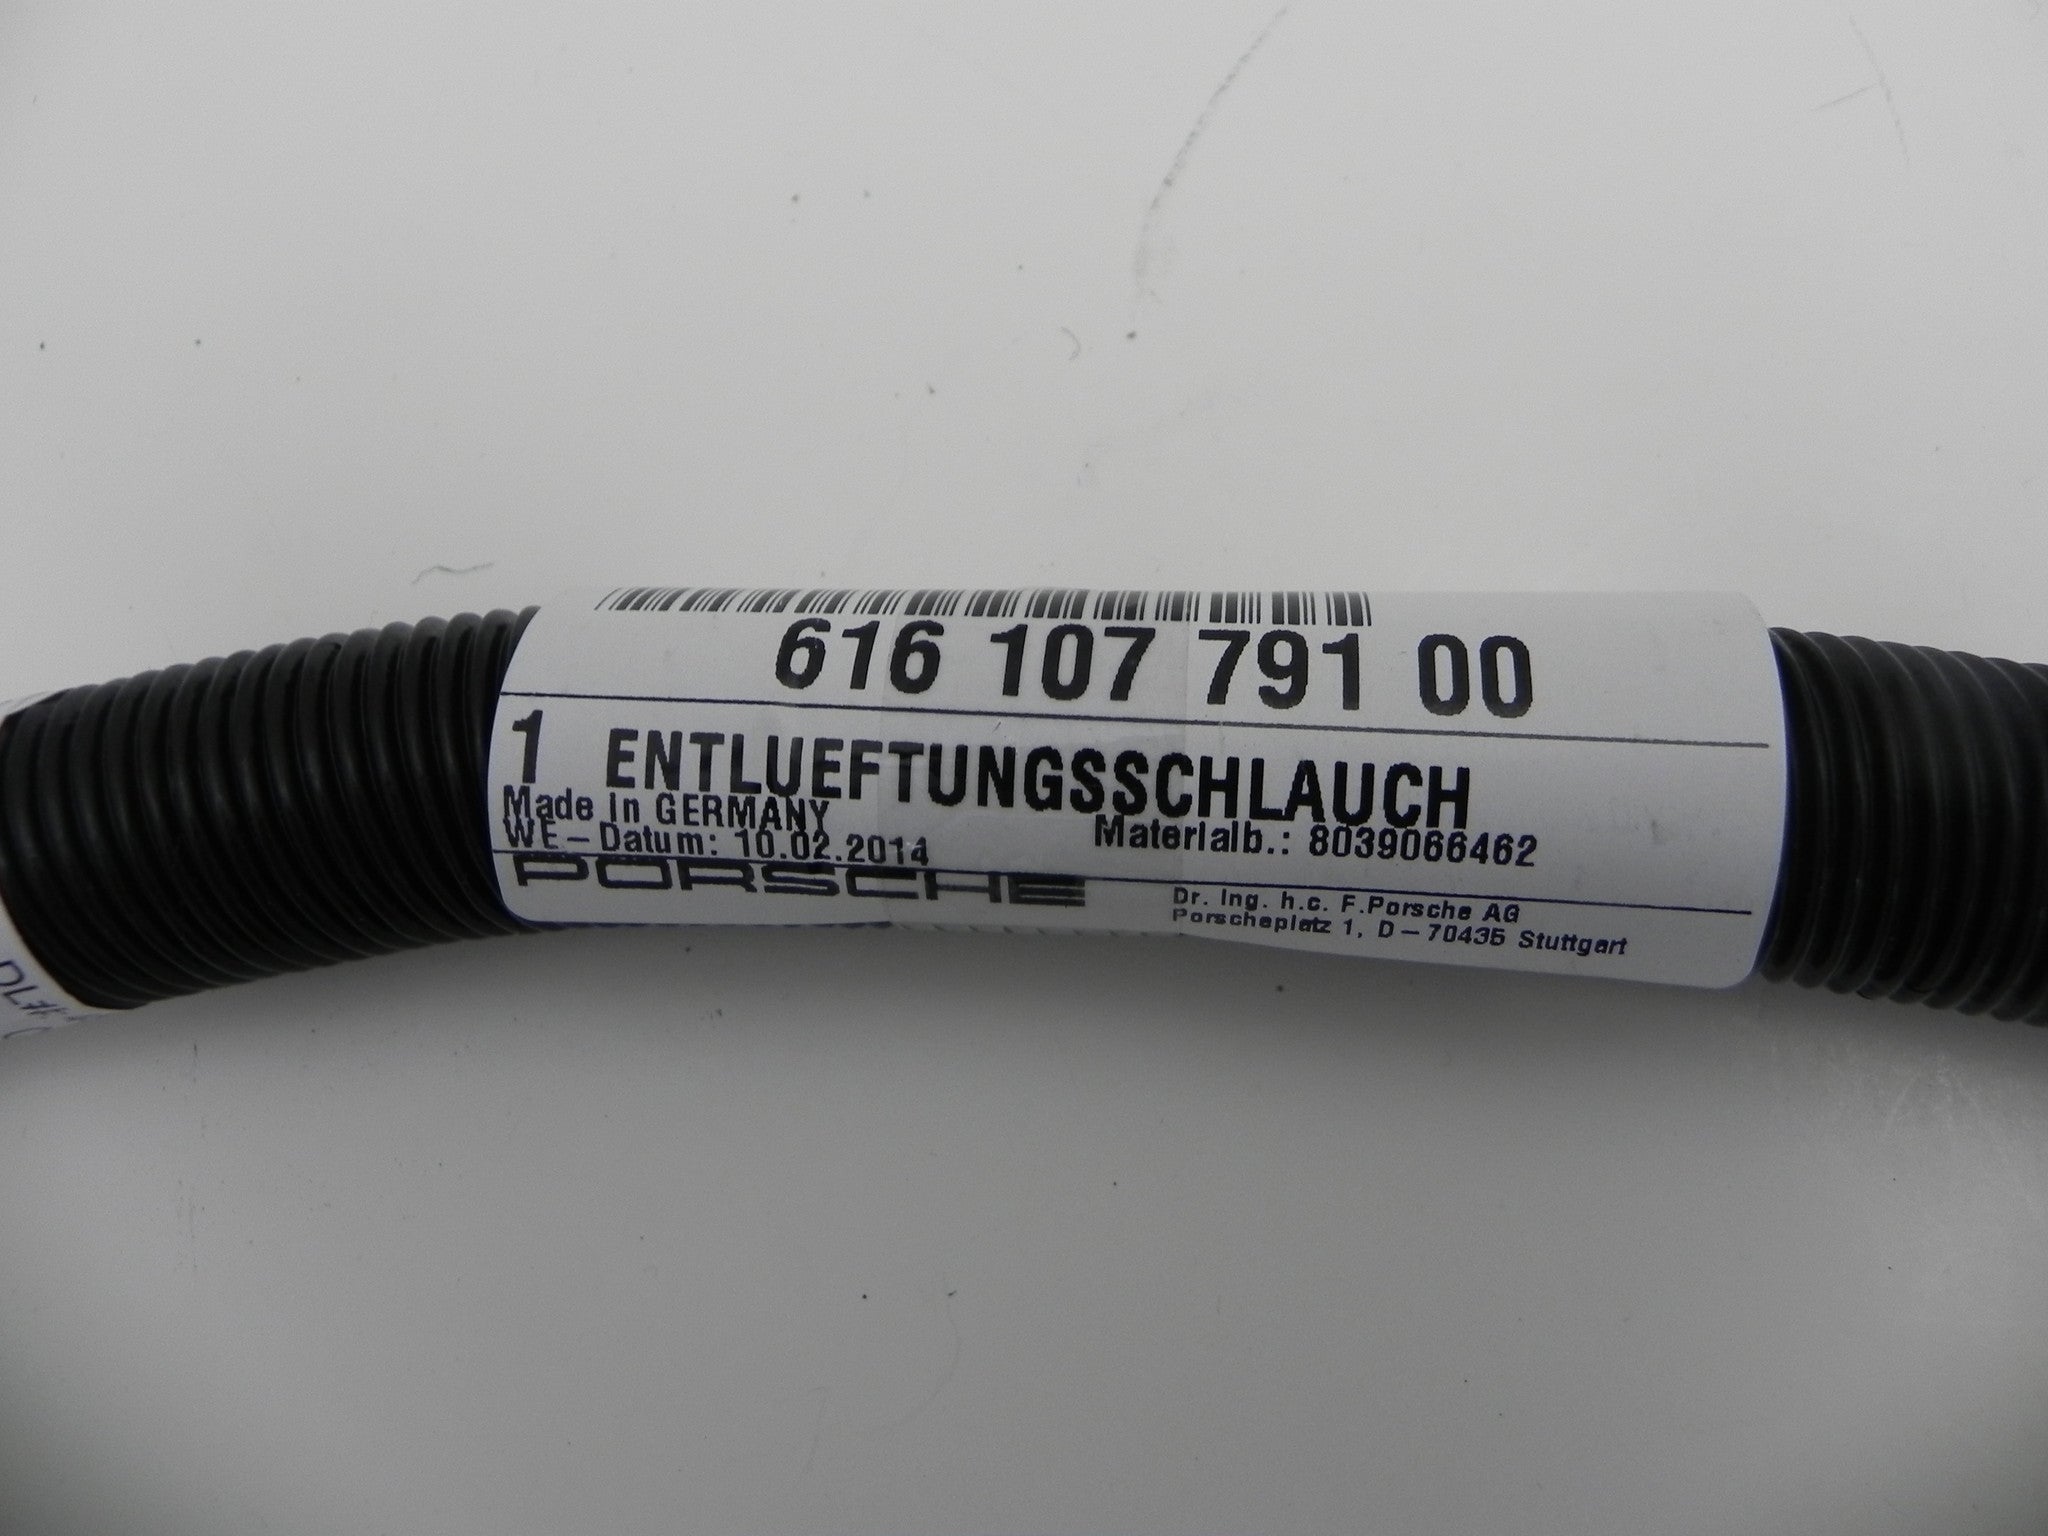 616 107 791 00
1 ENTLUEFTUNGSSCHLAUCH
Made in GERMANY
WE-Datum: 10.02.2014 Materialb.: 8039066462
PORSCHE
Dr. Ing. h.c. F.Porsche AG
Porscheplatz 1, D-70435 Stuttgart